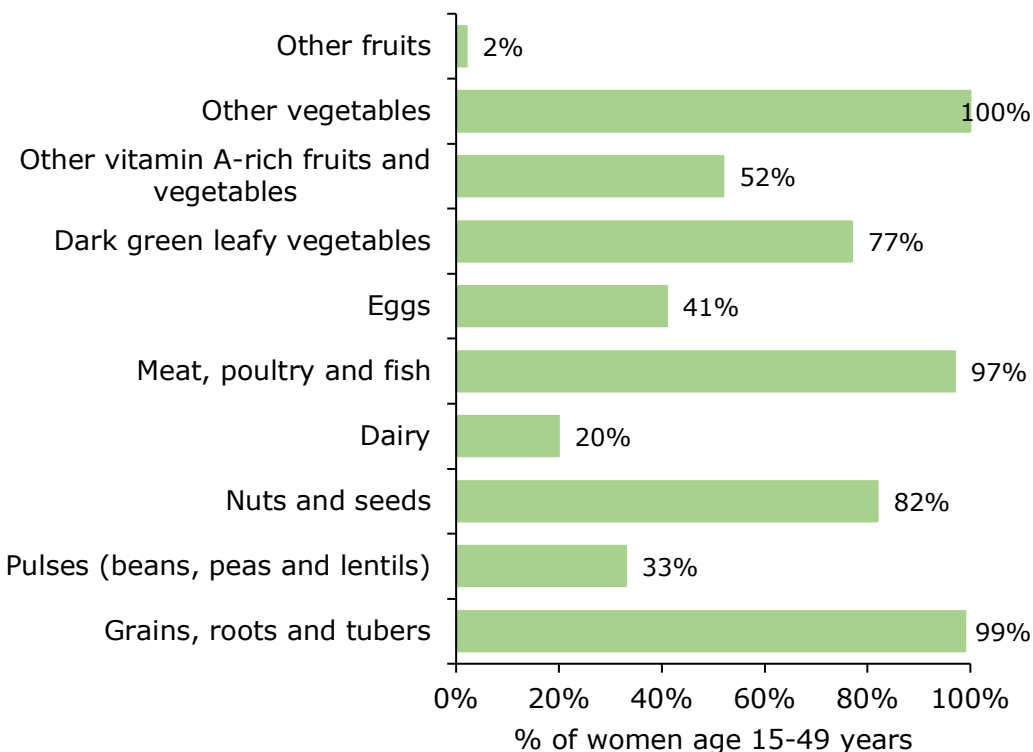 Other fruits
2%
Other vegetables
100%
Other vitamin A-rich fruits and
vegetables
52%
Dark green leafy vegetables
77%
Eggs
41%
Meat, poultry and fish
97%
Dairy
20%
Nuts and seeds
82%
Pulses (beans, peas and lentils)
33%
Grains, roots and tubers
99%
0% 20% 40% 60% 80% 100%
% of women age 15-49 years